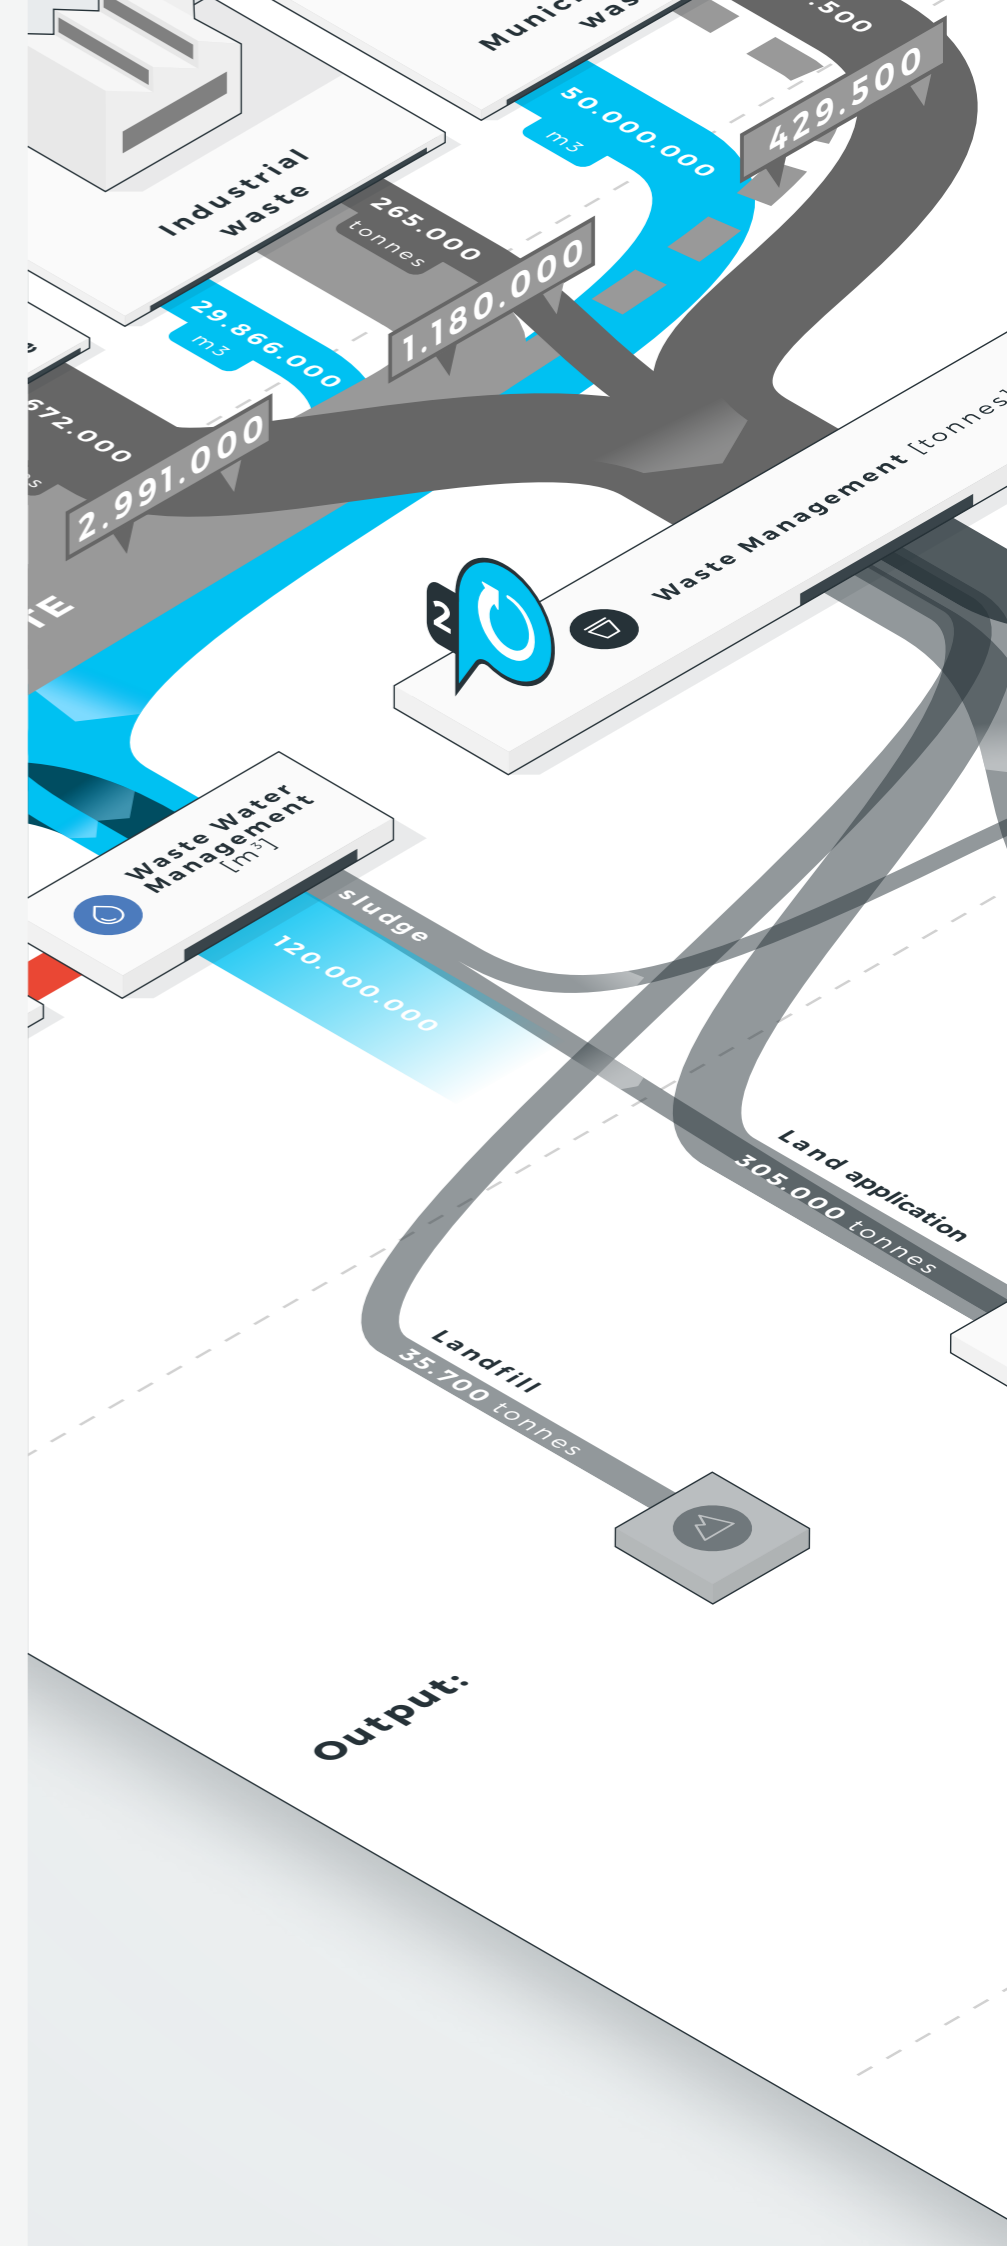 Industrial
waste
50.000.000
m3
429.500
265.000
tonnes
1.180.000
29.866.000
m3
2.991.000
Waste Management [tonnes]
2
Waste Water
Management
[m³]
sludge
120.000.000
Land application
305.000 tonnes
Landfill
35.700 tonnes
Output: